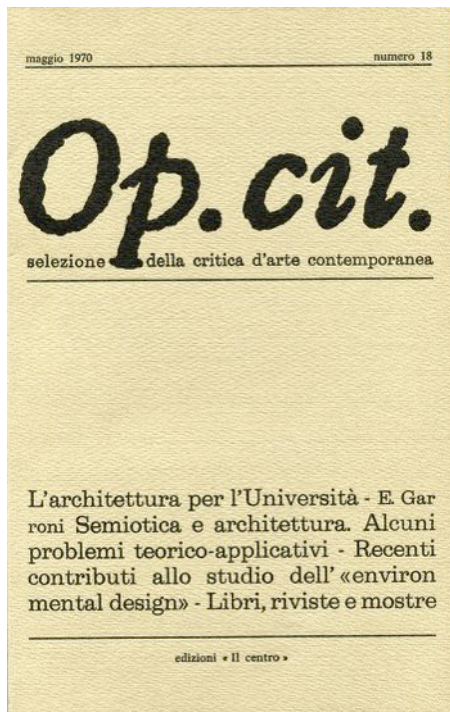 maggio 1970 numero 18
Op. cit.
selezione della critica d'arte contemporanea
L'architettura per l'Università - E. Gar
roni Semiotica e architettura. Alcuni
problemi teorico-applicativi - Recenti
contributi allo studio dell' «environ
mental design» - Libri, riviste e mostre
edizioni « Il centro »